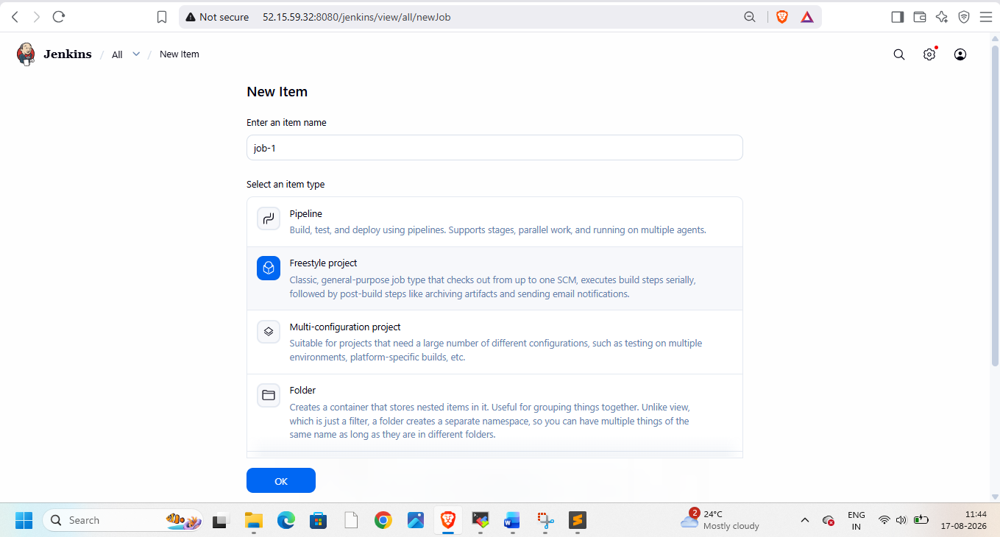 Not secure 52.15.59.32:8080/jenkins/view/all/newJob
Jenkins / All / New Item
New Item
Enter an item name
job-1
Select an item type
Pipeline
Build, test, and deploy using pipelines. Supports stages, parallel work, and running on multiple agents.
Freestyle project
Classic, general-purpose job type that checks out from up to one SCM, executes build steps serially,
followed by post-build steps like archiving artifacts and sending email notifications.
Multi-configuration project
Suitable for projects that need a large number of different configurations, such as testing on multiple
environments, platform-specific builds, etc.
Folder
Creates a container that stores nested items in it. Useful for grouping things together. Unlike view,
which is just a filter, a folder creates a separate namespace, so you can have multiple things of the
same name as long as they are in different folders.
OK
Search
2
24°C
Mostly cloudy
ENG
IN
11:44
17-08-2026